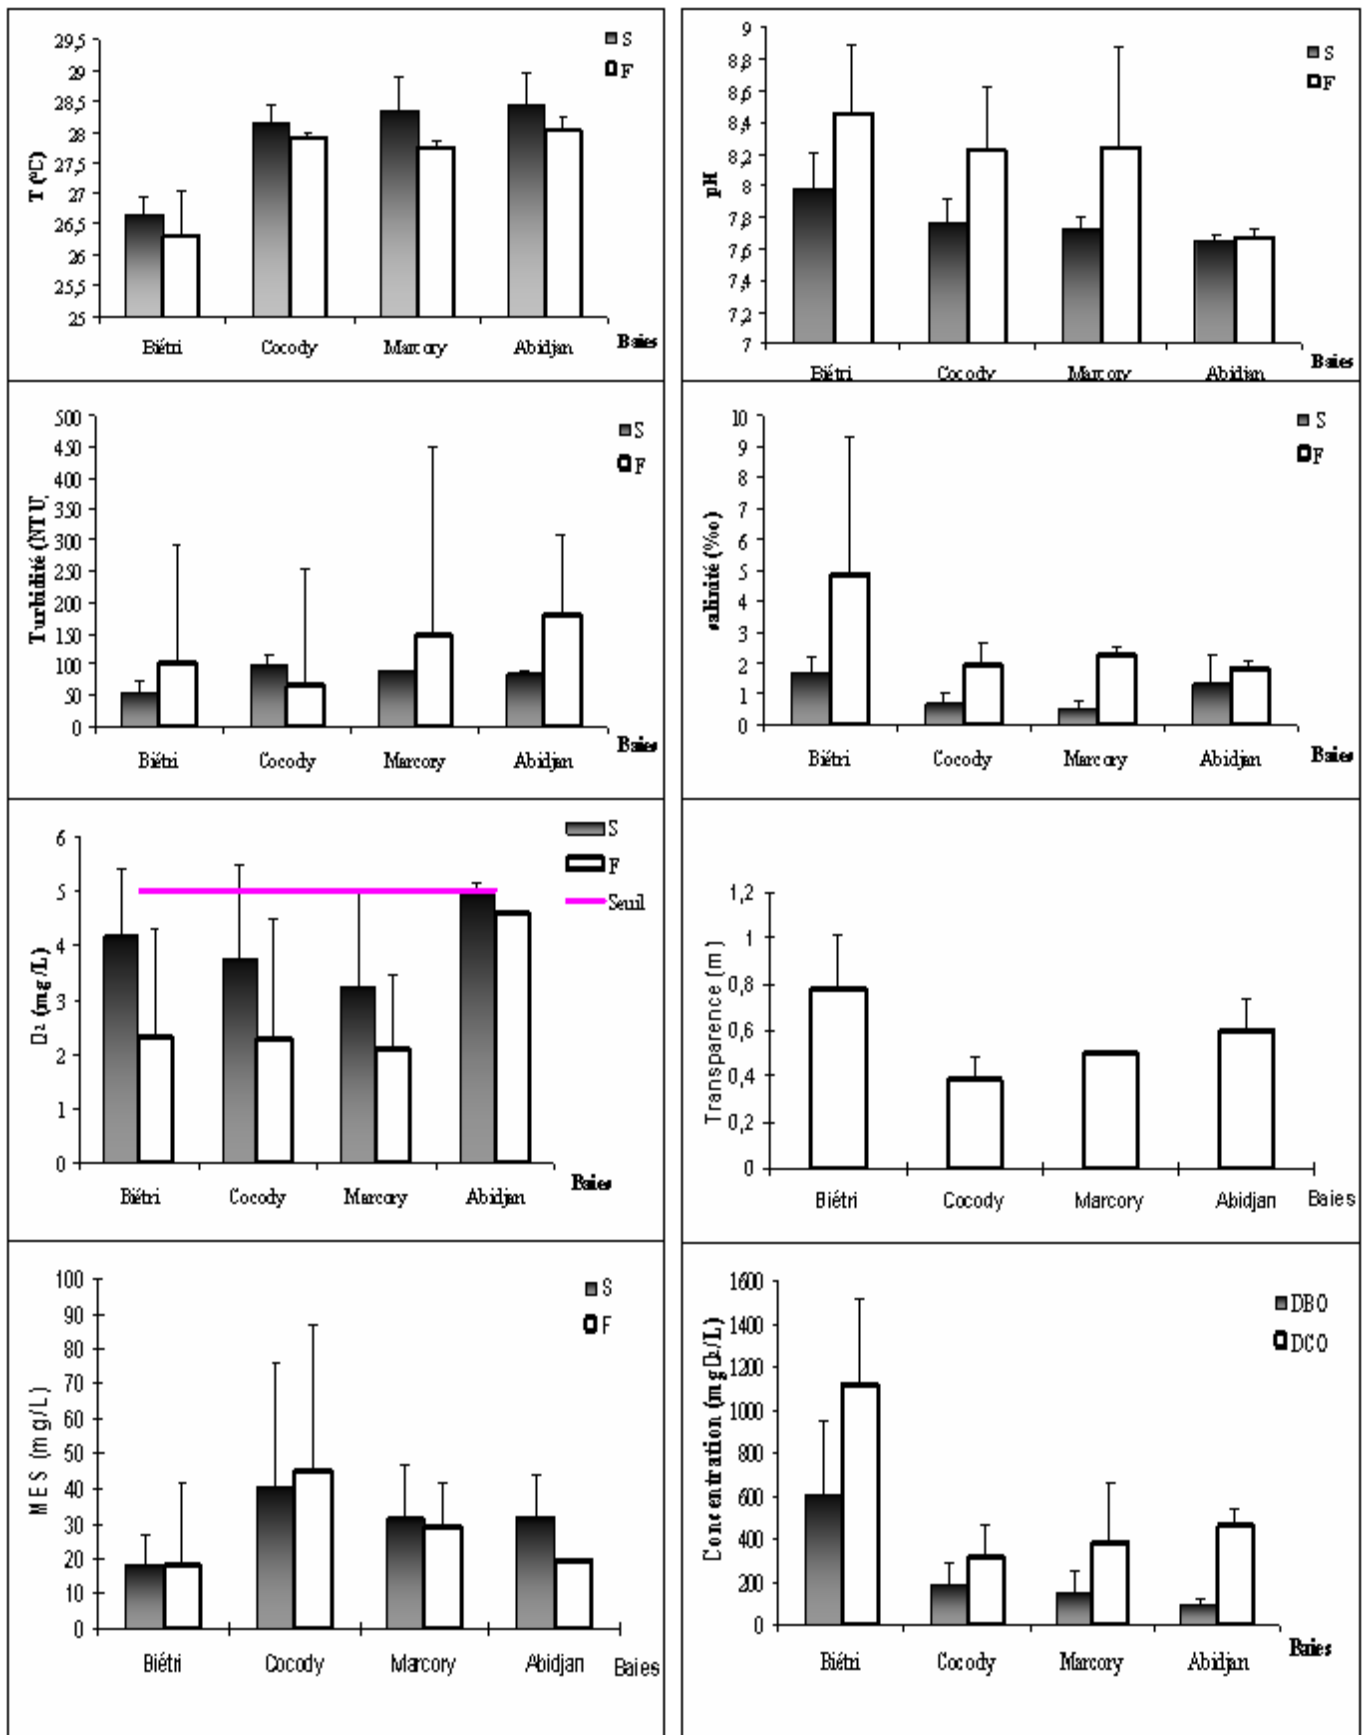 29,5
29
28,5
28
27,5
27
26,5
26
25,5
25
T (°C)
S
F
Biétri Cocody Marcory Abidjan Baies
9
8,8
8,6
8,4
8,2
8
7,8
7,6
7,4
7,2
7
pH
S
F
Biétri Cocody Marcory Abidjan Baies
500
450
400
350
300
250
200
150
100
50
0
Turbidité (NTU)
S
F
Biétri Cocody Marcory Abidjan Baies
10
9
8
7
6
5
4
3
2
1
0
salinité (‰)
S
F
Biétri Cocody Marcory Abidjan Baies
6
5
4
3
2
1
0
□2 (mg/L)
S
F
Seuil
Biétri Cocody Marcory Abidjan Baies
1,2
1
0,8
0,6
0,4
0,2
0
Transparence (m)
Biétri Cocody Marcory Abidjan Baies
100
90
80
70
60
50
40
30
20
10
0
MES (mg/L)
S
F
Biétri Cocody Marcory Abidjan Baies
1600
1400
1200
1000
800
600
400
200
0
Concentration (mg□2/L)
DBO
DCO
Biétri Cocody Marcory Abidjan Baies